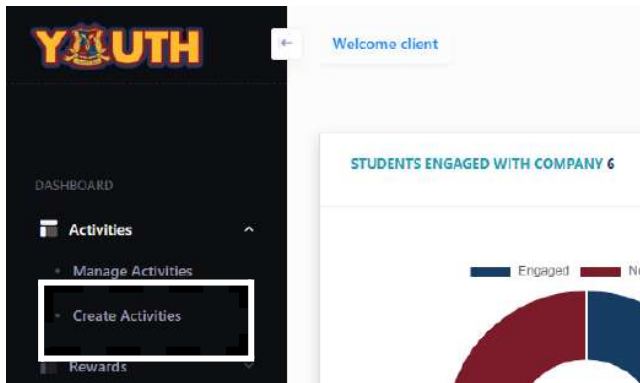 YOUTH
Welcome client
STUDENTS ENGAGED WITH COMPANY 6
DASHBOARD
Activities
Manage Activities
Create Activities
Rewards
Engaged